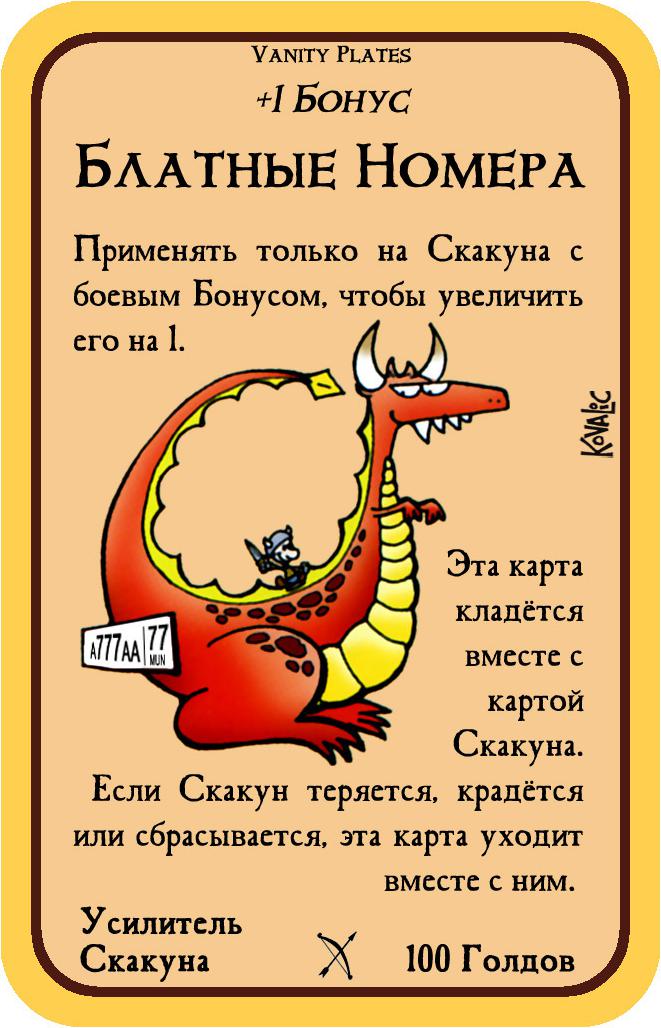 Vanity Plates
+1 Бонус
Блатные Номера
Применять только на Скакуна с
боевым Бонусом, чтобы увеличить
его на 1.
Kovalic
Эта карта
кладётся
вместе с
картой
Скакуна.
А777АА 77
MUN
Если Скакун теряется, крадётся
или сбрасывается, эта карта уходит
вместе с ним.
Усилитель
Скакуна
100 Голдов